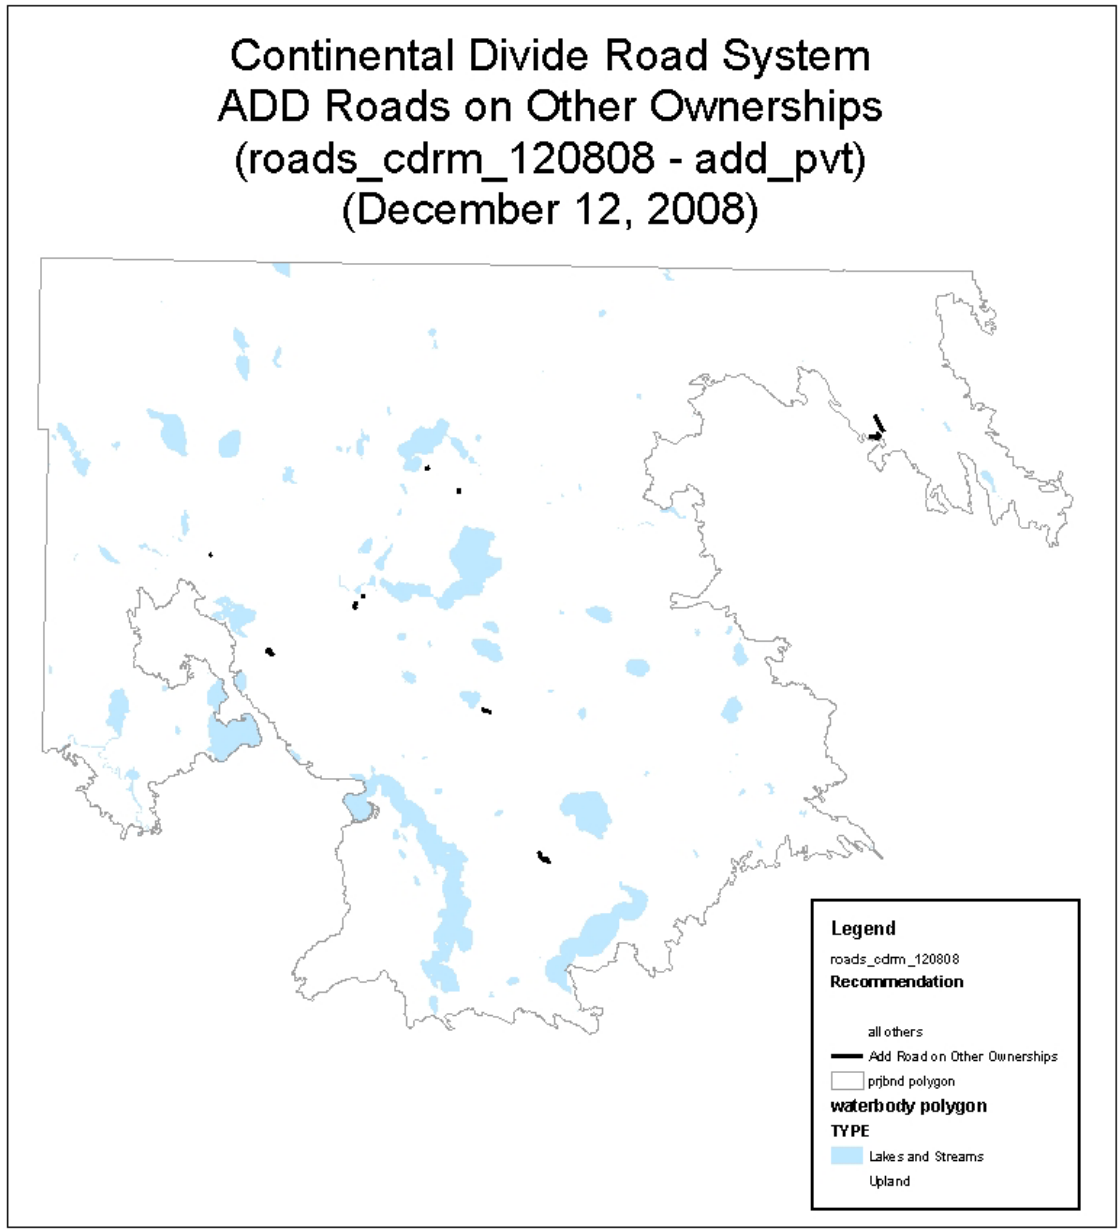 Continental Divide Road System
ADD Roads on Other Ownerships
(roads_cdrm_120808 - add_pvt)
(December 12, 2008)
Legend
roads_cdrm_120808
Recommendation
all others
Add Road on Other Ownerships
prjbnd polygon
waterbody polygon
TYPE
Lakes and Streams
Upland